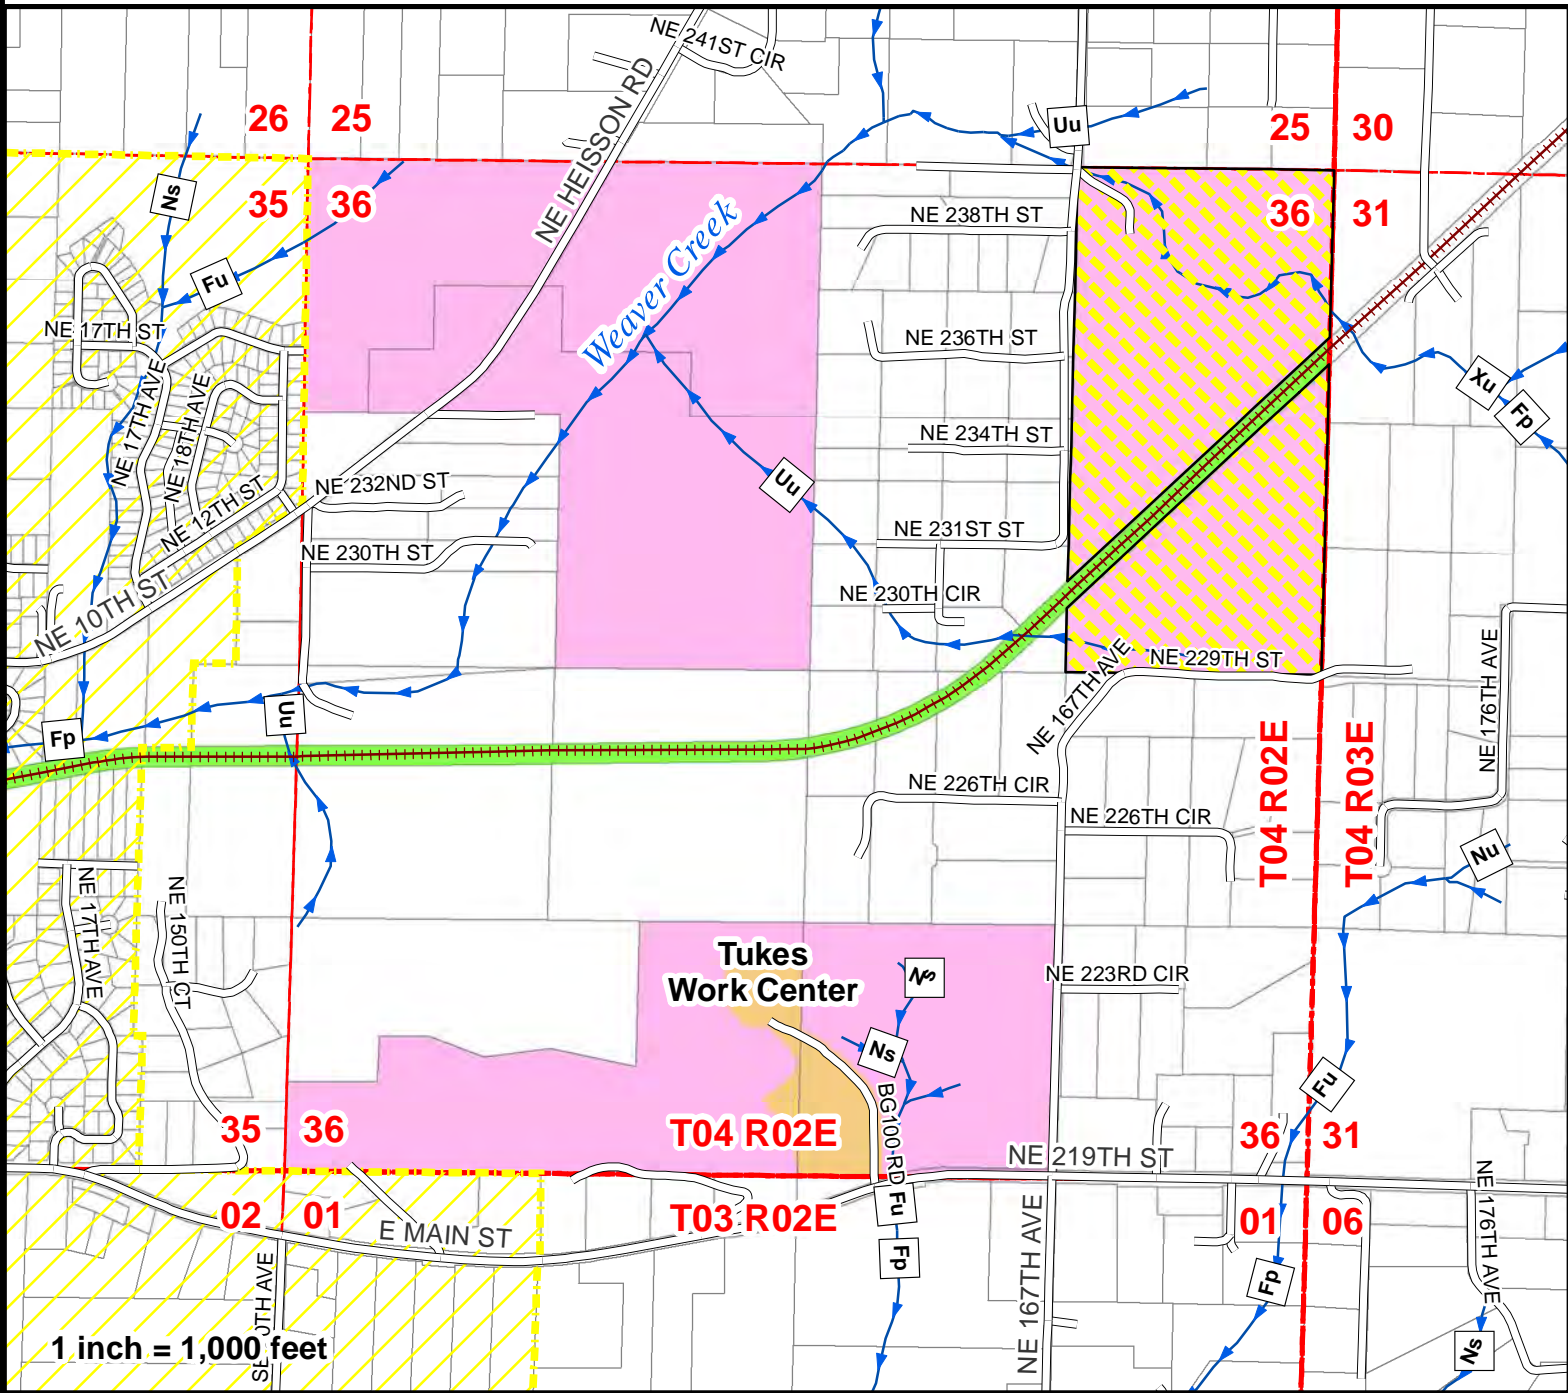 NE 241ST CIR
NE HEISSON RD
26 25
25 30
Uu
Ns
35 36
36 31
NE 238TH ST
Weaver Creek
Fu
NE 17TH ST
NE 236TH ST
NE 17TH AVE
NE 18TH AVE
Xu
Fp
NE 234TH ST
NE 232ND ST
Uu
NE 12TH ST
NE 231ST ST
NE 230TH ST
NE 230TH CIR
NE 10TH ST
NE 229TH ST
NE 167TH AVE
NE 176TH AVE
Uu
Fp
T04 R02E
T04 R03E
NE 226TH CIR
NE 226TH CIR
Nu
NE 17TH AVE
NE 150TH CT
Tukes
Work Center
Ns
NE 223RD CIR
Ns
Fu
BG100 RD
35 36
T04 R02E
36 31
NE 219TH ST
02 01
T03 R02E
Fu
01 06
E MAIN ST
Fp
Fp
NE 167TH AVE
NE 176TH AVE
Ns
1 inch = 1,000 feet